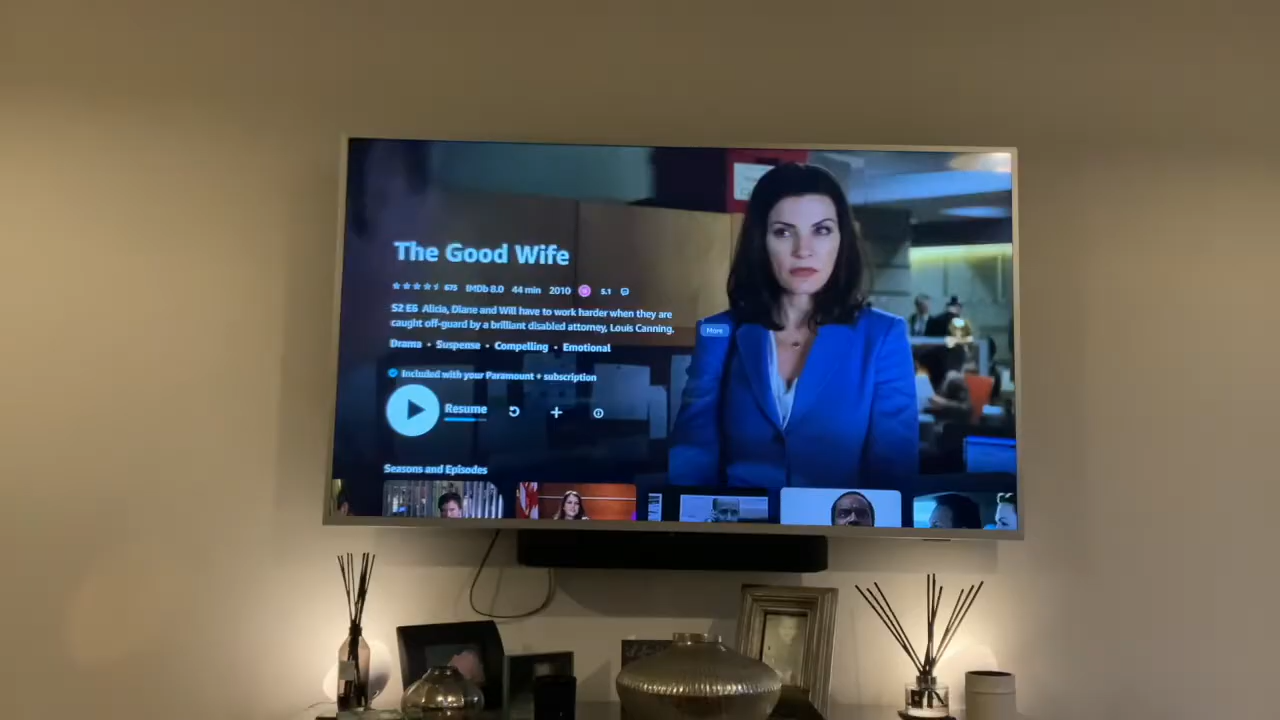 The Good Wife
675 IMDb 8.0 44 min 2010 5.1
S2 E6 Alicia, Diane and Will have to work harder when they are
caught off-guard by a brilliant disabled attorney, Louis Canning.
More
Drama • Suspense • Compelling • Emotional
Included with your Paramount + subscription
Resume
Seasons and Episodes